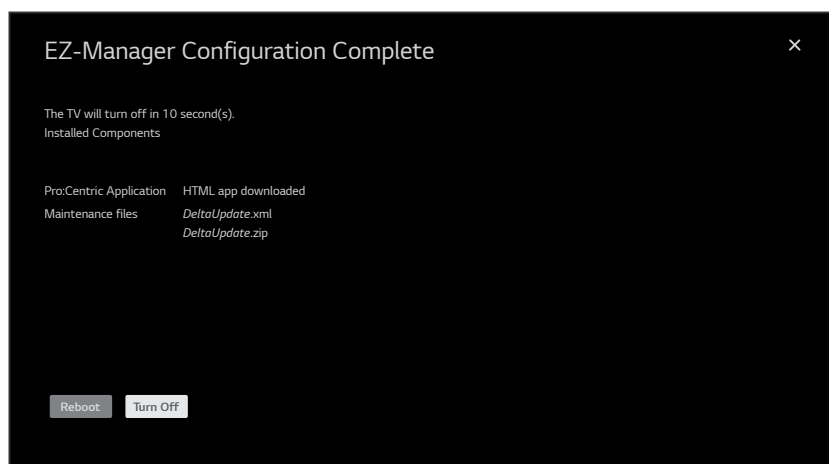 EZ-Manager Configuration Complete
The TV will turn off in 10 second(s).
Installed Components
Pro:Centric Application HTML app downloaded
Maintenance files DeltaUpdate.xml
DeltaUpdate.zip
Reboot Turn Off